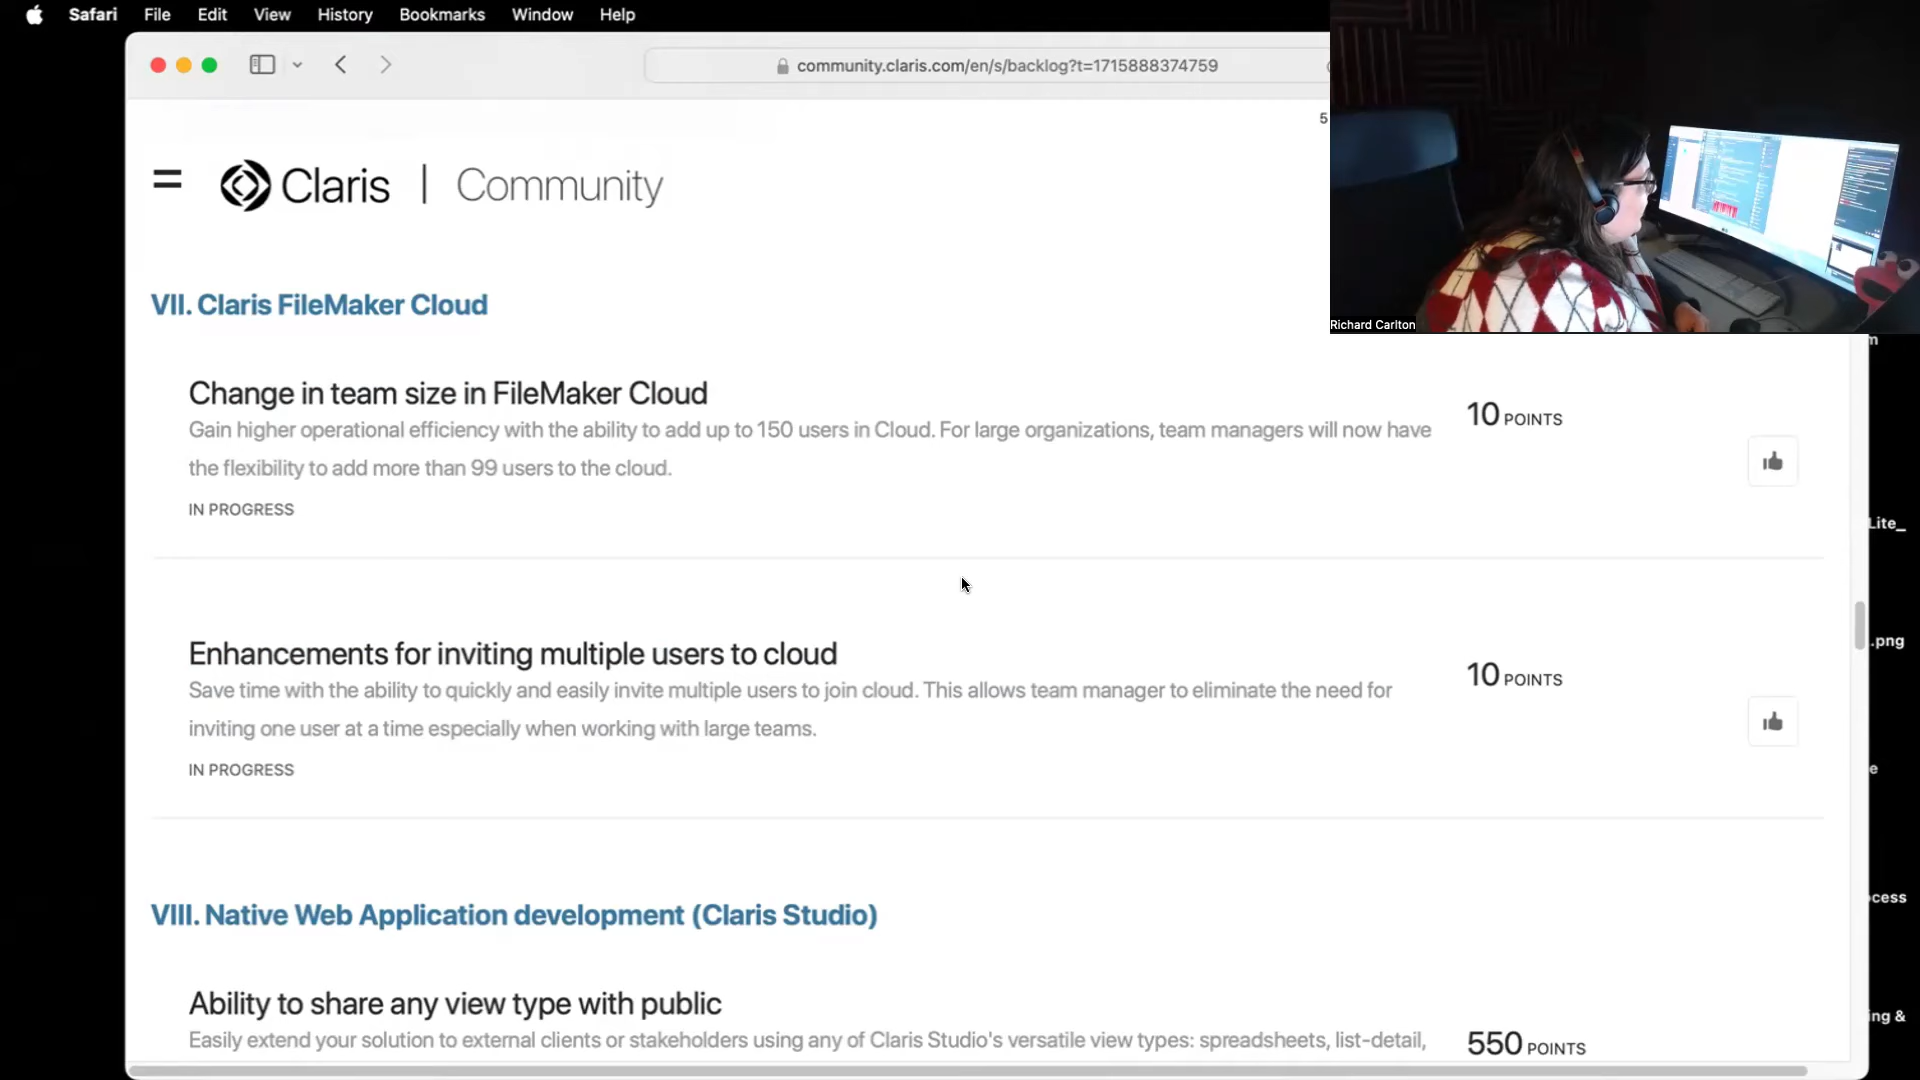 Safari File Edit View History Bookmarks Window Help
community.claris.com/en/s/backlog?t=1715888374759
5
Claris | Community
Richard Carlton
VII. Claris FileMaker Cloud
Change in team size in FileMaker Cloud
Gain higher operational efficiency with the ability to add up to 150 users in Cloud. For large organizations, team managers will now have
the flexibility to add more than 99 users to the cloud.
IN PROGRESS
10 POINTS
Enhancements for inviting multiple users to cloud
Save time with the ability to quickly and easily invite multiple users to join cloud. This allows team manager to eliminate the need for
inviting one user at a time especially when working with large teams.
IN PROGRESS
10 POINTS
VIII. Native Web Application development (Claris Studio)
Ability to share any view type with public
Easily extend your solution to external clients or stakeholders using any of Claris Studio's versatile view types: spreadsheets, list-detail,
550 POINTS
Lite_
.png
e
cess
ing &